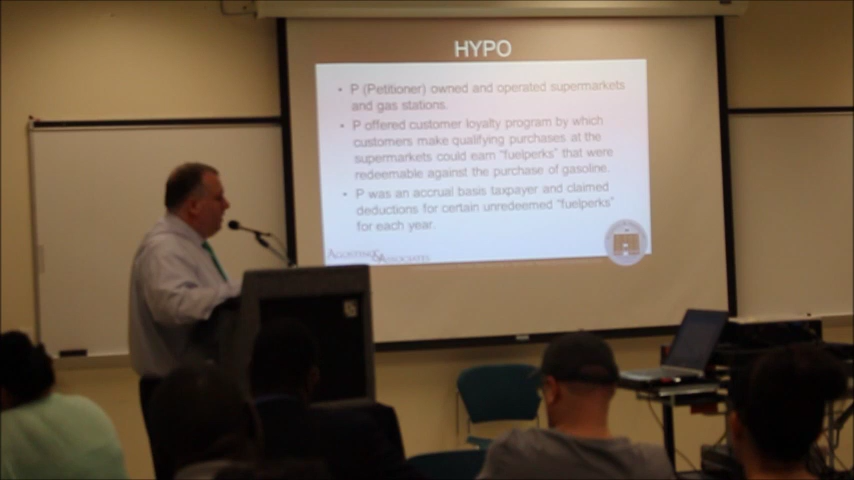 HYPO
• P (Petitioner) owned and operated supermarkets
and gas stations.
• P offered customer loyalty program by which
customers make qualifying purchases at the
supermarkets could earn "fuelperks" that were
redeemable against the purchase of gasoline.
• P was an accrual basis taxpayer and claimed
deductions for certain unredeemed "fuelperks"
for each year.
AGOSTINO & ASSOCIATES